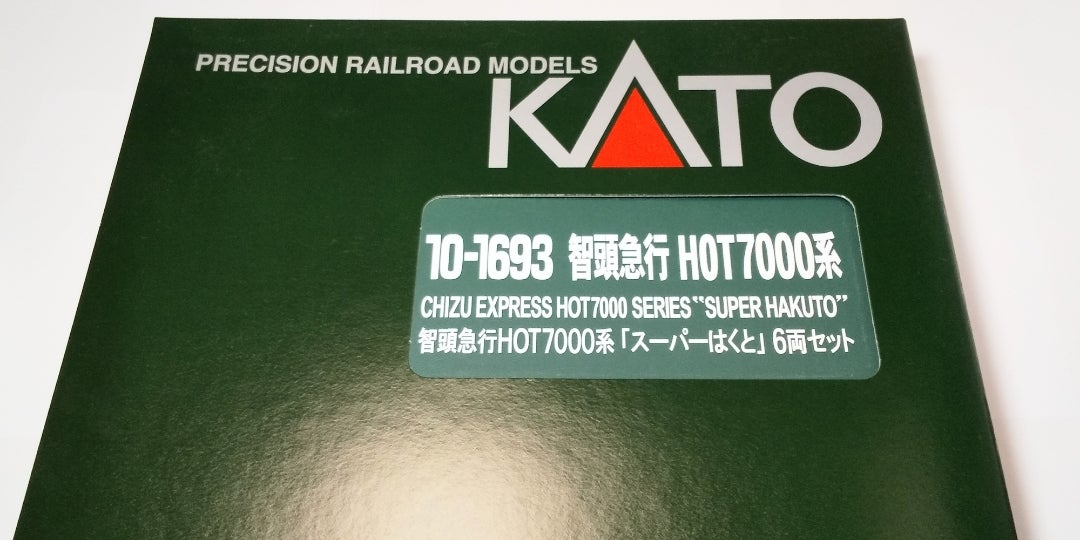 PRECISION RAILROAD MODELS
KATO
10-1693 智頭急行 HOT7000系
CHIZU EXPRESS HOT7000 SERIES "SUPER HAKUTO"
智頭急行HOT7000系「スーパーはくと」6両セット